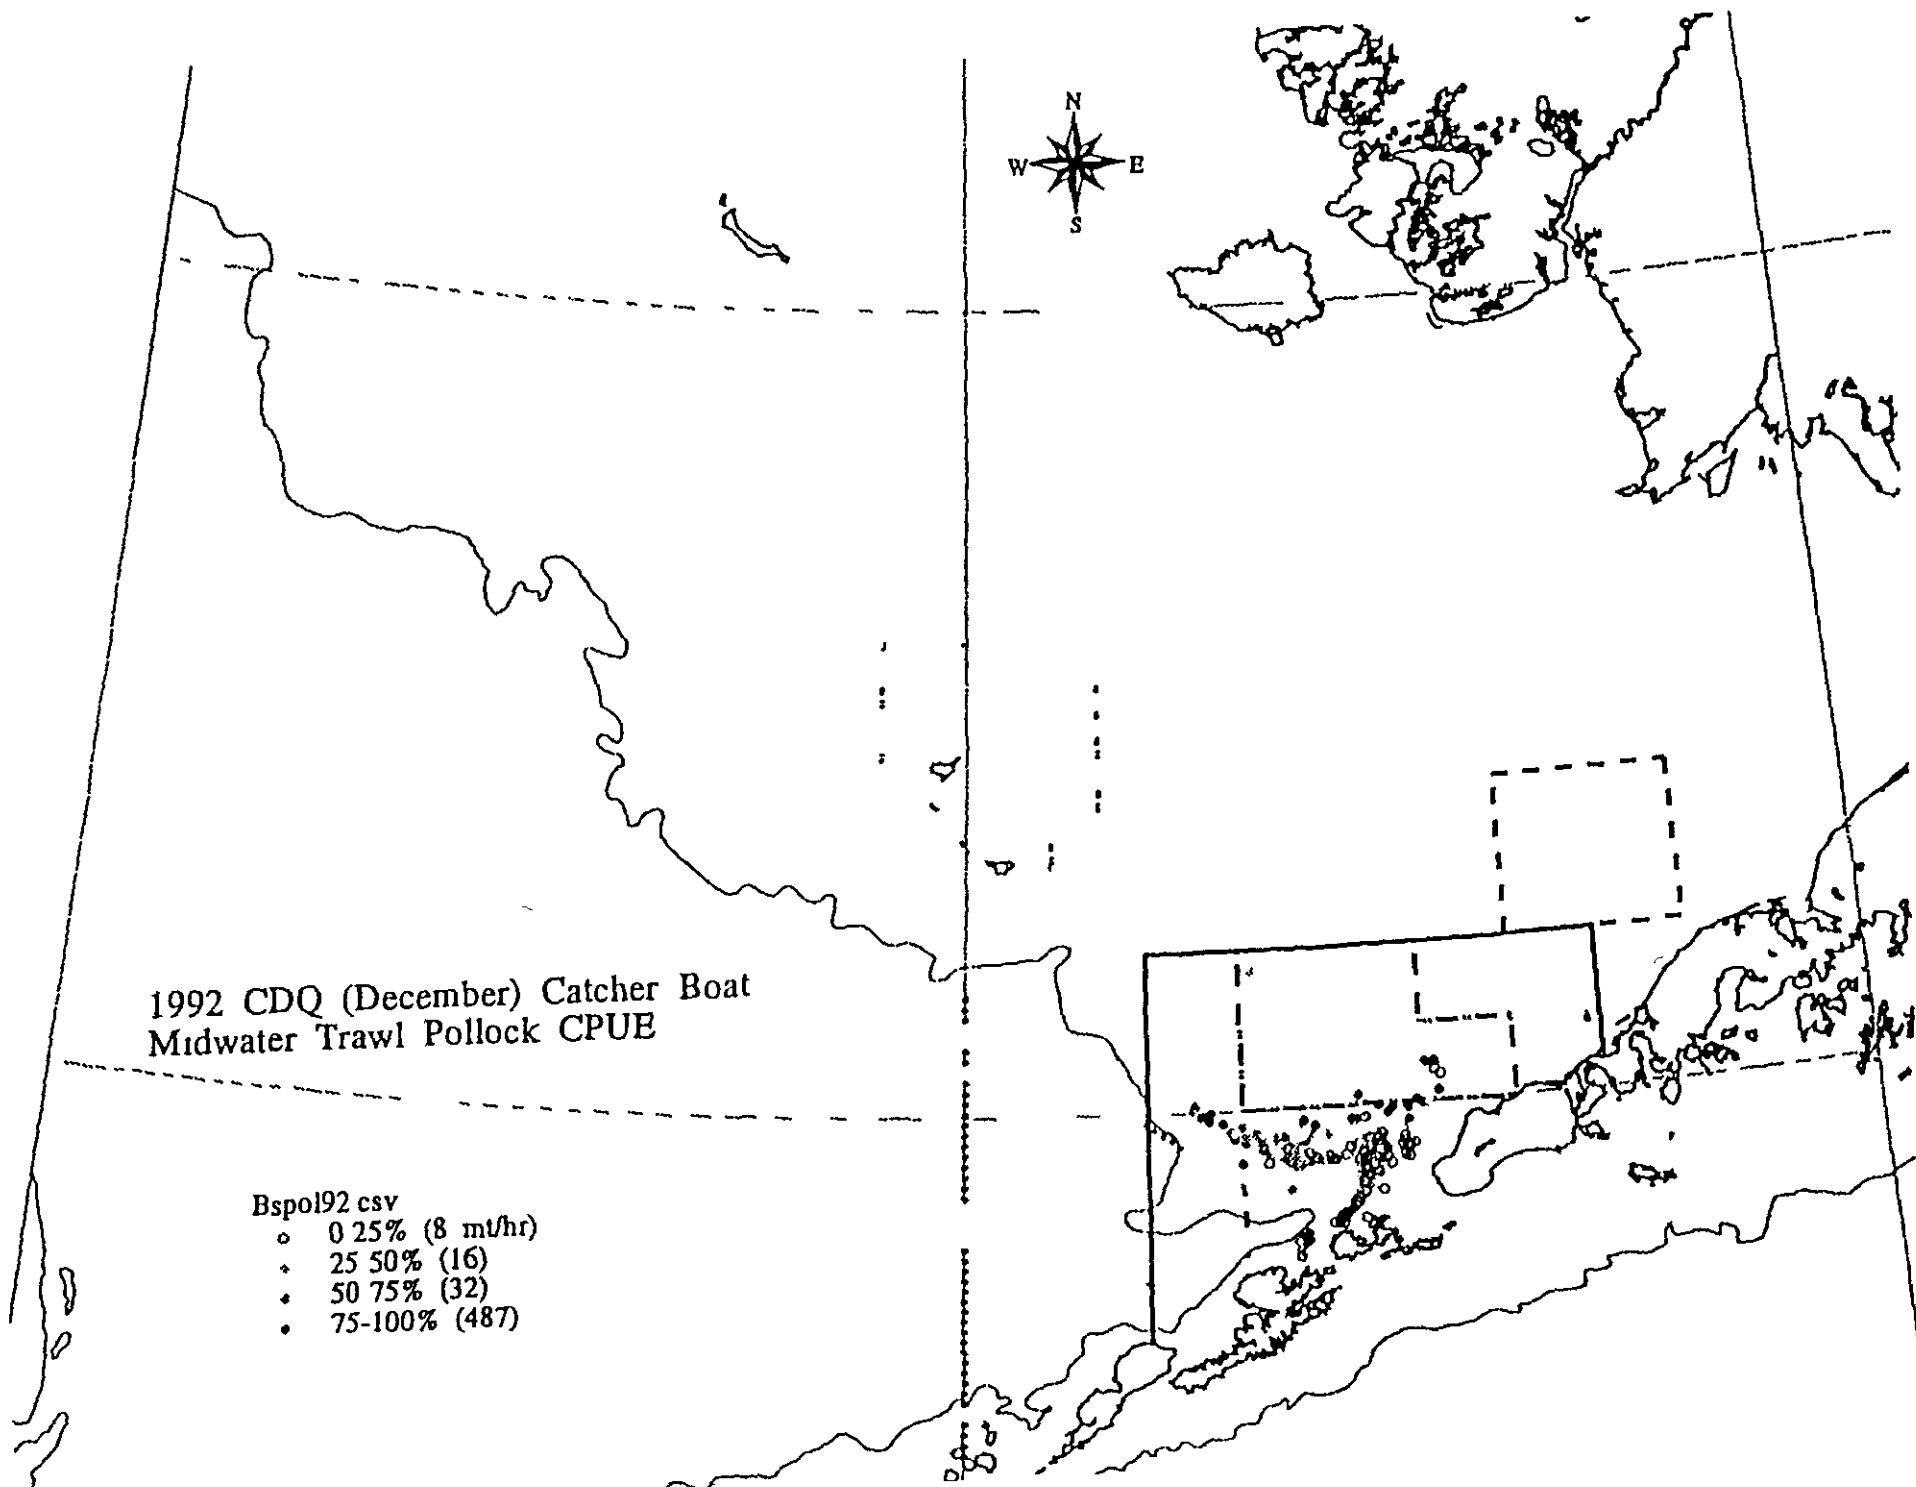 N
W E
S
1992 CDQ (December) Catcher Boat
Midwater Trawl Pollock CPUE
Bspol92 csv
0 25% (8 mt/hr)
25 50% (16)
50 75% (32)
75-100% (487)